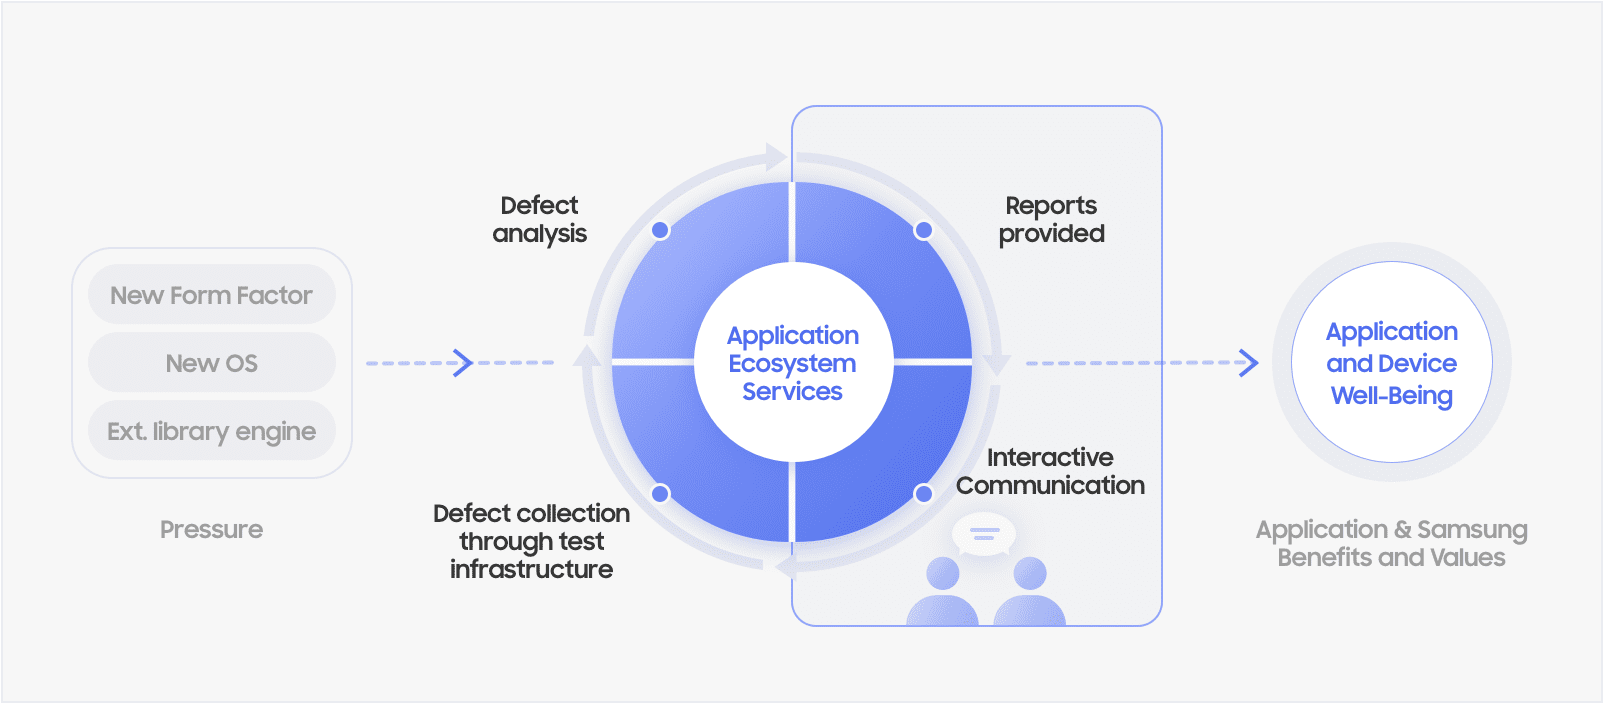 New Form Factor
New OS
Ext. library engine
Pressure
Defect
analysis
Defect collection
through test
infrastructure
Application
Ecosystem
Services
Reports
provided
Interactive
Communication
Application
and Device
Well-Being
Application & Samsung
Benefits and Values